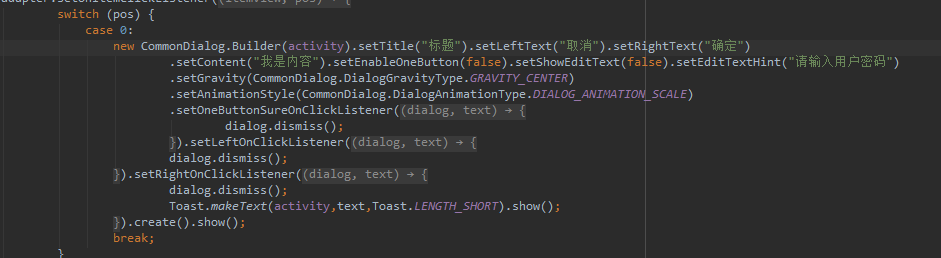 adapter.setOnItemClickListener((itemView, pos) → {
switch (pos) {
case 0:
new CommonDialog.Builder(activity).setTitle("标题").setLeftText("取消").setRightText("确定")
.setContent("我是内容").setEnableOneButton(false).setShowEditText(false).setEditTextHint("请输入用户密码")
.setGravity(CommonDialog.DialogGravityType.GRAVITY_CENTER)
.setAnimationStyle(CommonDialog.DialogAnimationType.DIALOG_ANIMATION_SCALE)
.setOneButtonSureOnClickListener((dialog, text) → {
dialog.dismiss();
}).setLeftOnClickListener((dialog, text) → {
dialog.dismiss();
}).setRightOnClickListener((dialog, text) → {
dialog.dismiss();
Toast.makeText(activity,text,Toast.LENGTH_SHORT).show();
}).create().show();
break;
}